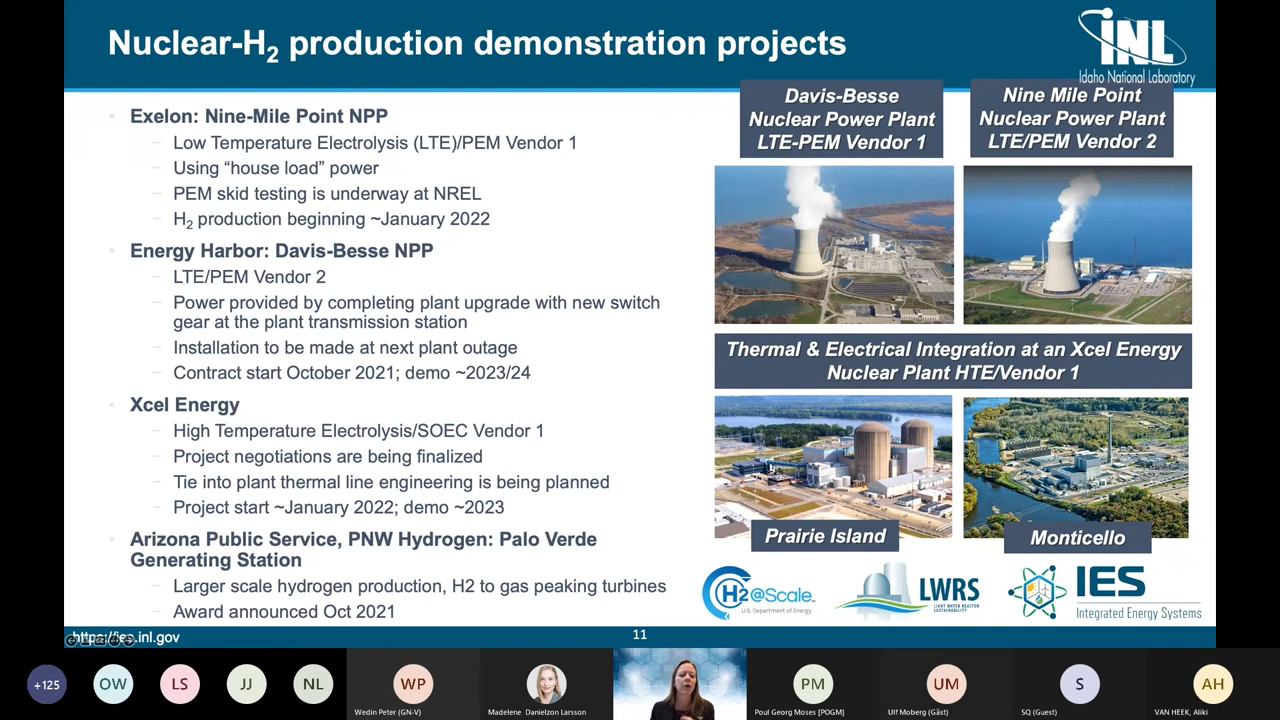 Nuclear-H2 production demonstration projects
INL
Idaho National Laboratory
Exelon: Nine-Mile Point NPP
Low Temperature Electrolysis (LTE)/PEM Vendor 1
Using “house load” power
PEM skid testing is underway at NREL
H2 production beginning ~January 2022
Energy Harbor: Davis-Besse NPP
LTE/PEM Vendor 2
Power provided by completing plant upgrade with new switch
gear at the plant transmission station
Installation to be made at next plant outage
Contract start October 2021; demo ~2023/24
Xcel Energy
High Temperature Electrolysis/SOEC Vendor 1
Project negotiations are being finalized
Tie into plant thermal line engineering is being planned
Project start ~January 2022; demo ~2023
Arizona Public Service, PNW Hydrogen: Palo Verde
Generating Station
Larger scale hydrogen production, H2 to gas peaking turbines
Award announced Oct 2021
Davis-Besse
Nuclear Power Plant
LTE-PEM Vendor 1
Nine Mile Point
Nuclear Power Plant
LTE/PEM Vendor 2
Thermal & Electrical Integration at an Xcel Energy
Nuclear Plant HTE/Vendor 1
Prairie Island
Monticello
H2@Scale
U.S. Department of Energy
LWRS
LIGHT WATER REACTOR
SUSTAINABILITY
IES
Integrated Energy Systems
https://ies.inl.gov
11
+125
OW
LS
JJ
NL
WP
Wedin Peter (GN-V)
Madelene Danielzon Larsson
PM
Poul Georg Moses [POGM]
UM
Ulf Moberg (Gäst)
S
SQ (Guest)
AH
VAN HEEK, Aliki